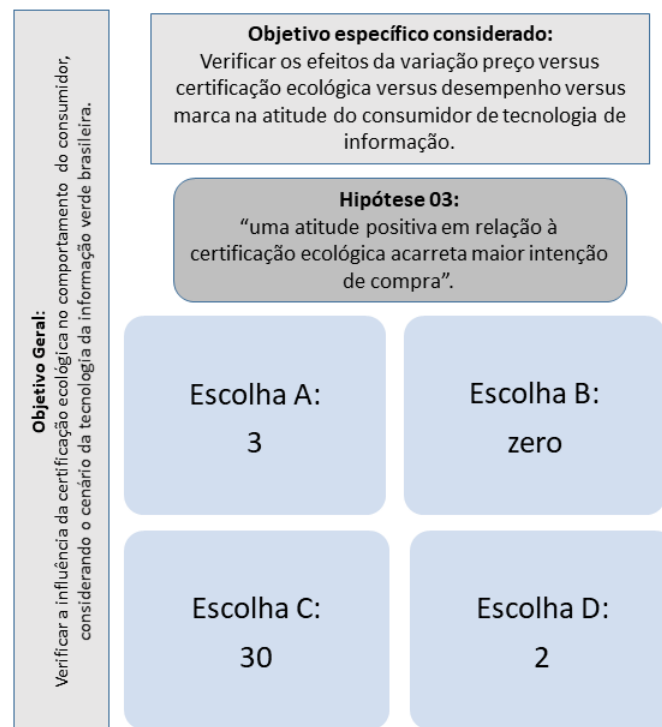 Objetivo Geral:
Verificar a influência da certificação ecológica no comportamento do consumidor,
considerando o cenário da tecnologia da informação verde brasileira.
Objetivo específico considerado:
Verificar os efeitos da variação preço versus
certificação ecológica versus desempenho versus
marca na atitude do consumidor de tecnologia de
informação.
Hipótese 03:
“uma atitude positiva em relação à
certificação ecológica acarreta maior intenção
de compra”.
Escolha A:
3
Escolha B:
zero
Escolha C:
30
Escolha D:
2